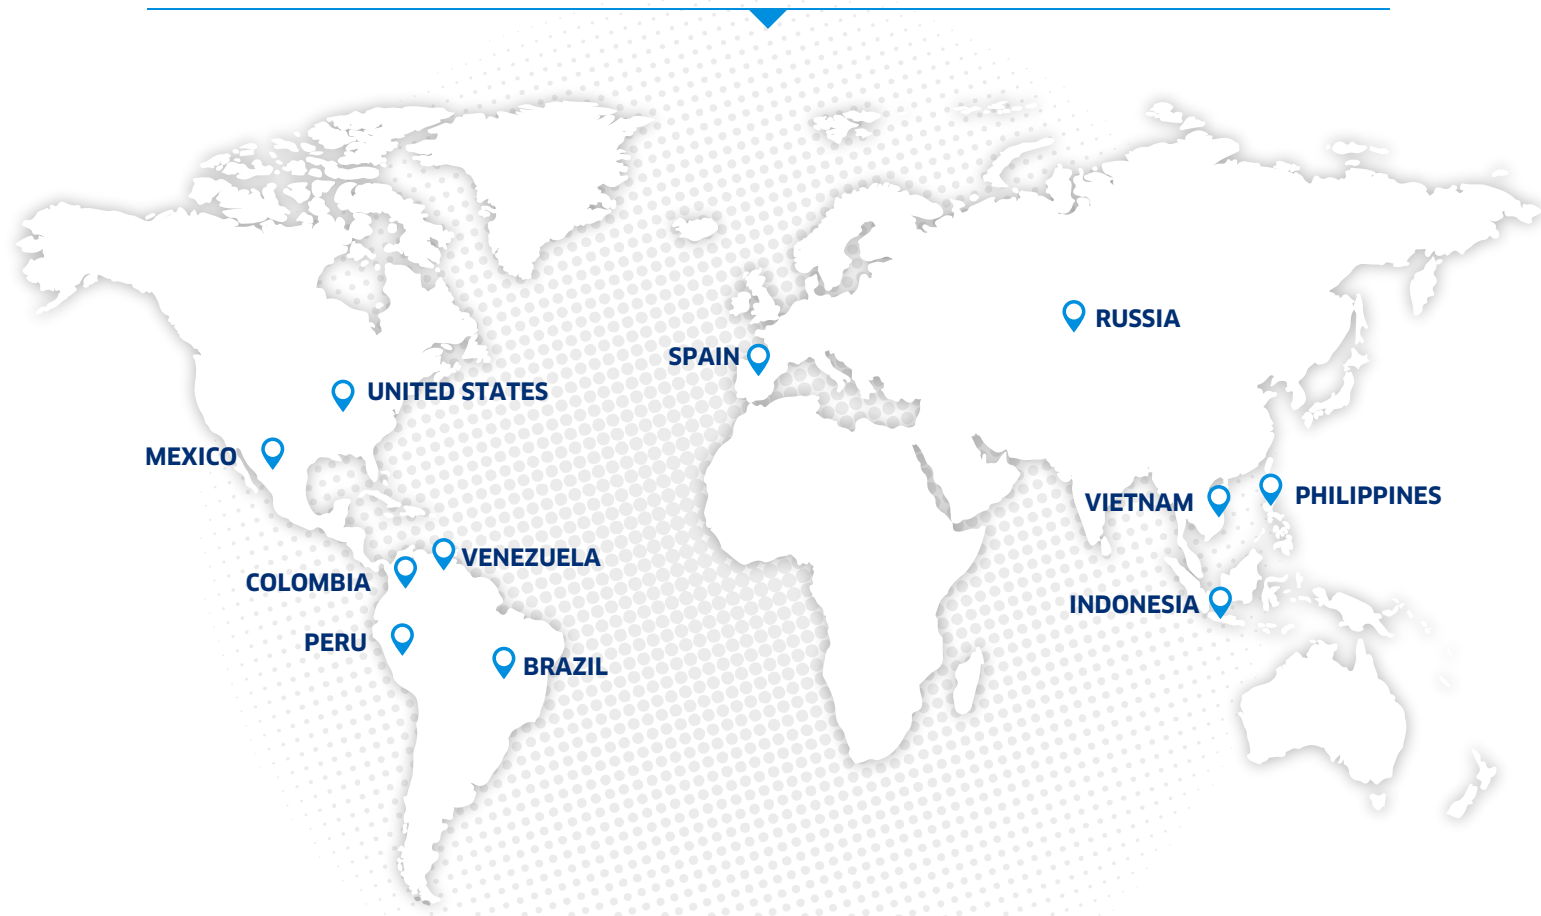 RUSSIA
SPAIN
UNITED STATES
MEXICO
PHILIPPINES
VIETNAM
VENEZUELA
COLOMBIA
INDONESIA
PERU
BRAZIL